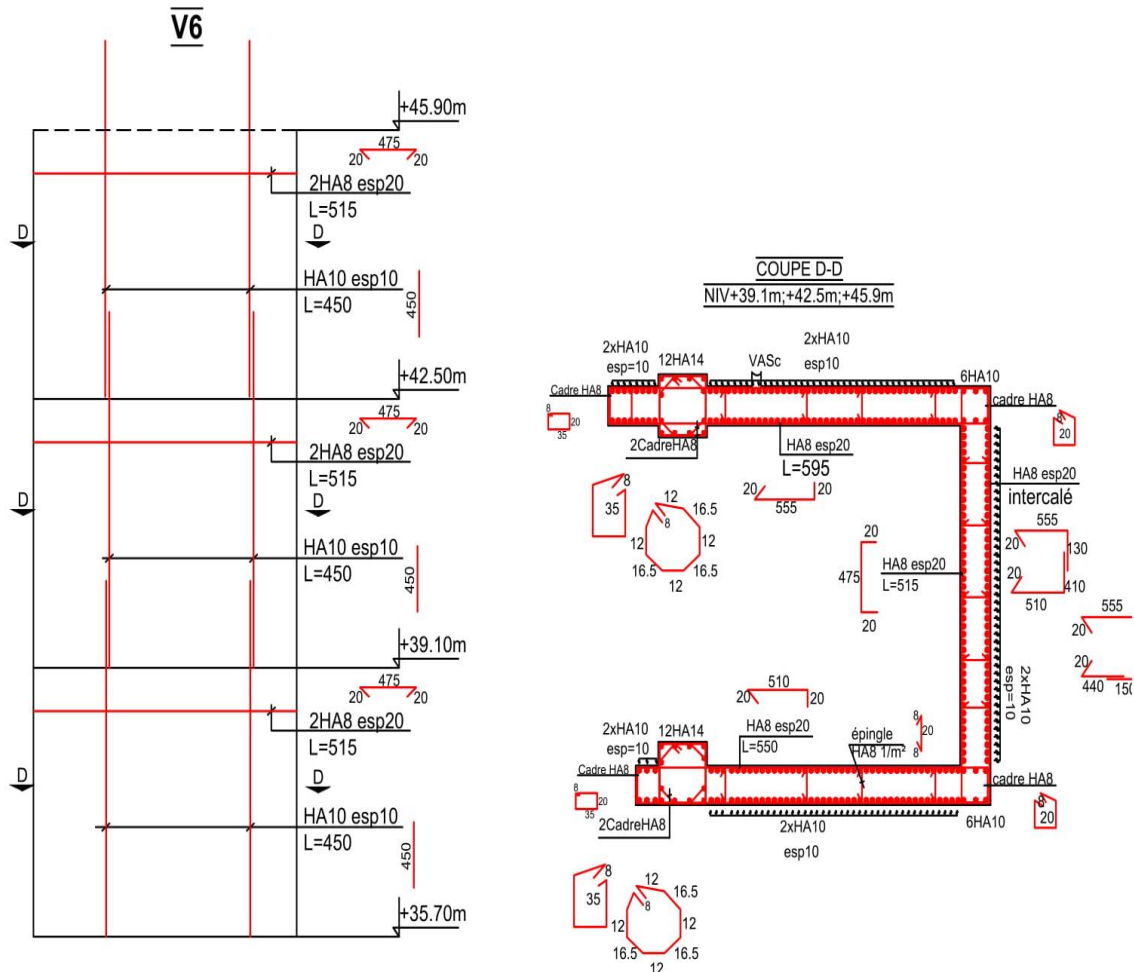 V6
+45.90m
475
20
20
2HA8 esp20
L=515
D
D
HA10 esp10
L=450
450
+42.50m
475
20
20
2HA8 esp20
L=515
D
D
HA10 esp10
L=450
450
+39.10m
475
20
20
2HA8 esp20
L=515
D
D
HA10 esp10
L=450
450
+35.70m
COUPE D-D
NIV+39.1m;+42.5m;+45.9m
2xHA10
esp=10
12HA14
VASc
2xHA10
esp10
6HA10
Cadre HA8
cadre HA8
8
20
35
8
20
2CadreHA8
HA8 esp20
L=595
HA8 esp20
intercalé
20
20
555
8
35
12
16.5
8
12
12
16.5
16.5
12
20
475
20
HA8 esp20
L=515
555
20
130
20
410
510
555
20
20
440
150
2xHA10
esp=10
510
20
20
2xHA10
esp=10
12HA14
HA8 esp20
L=550
épingle
HA8 1/m²
8
20
8
Cadre HA8
cadre HA8
8
20
35
8
20
2CadreHA8
2xHA10
esp10
6HA10
8
35
12
16.5
8
12
12
16.5
16.5
12